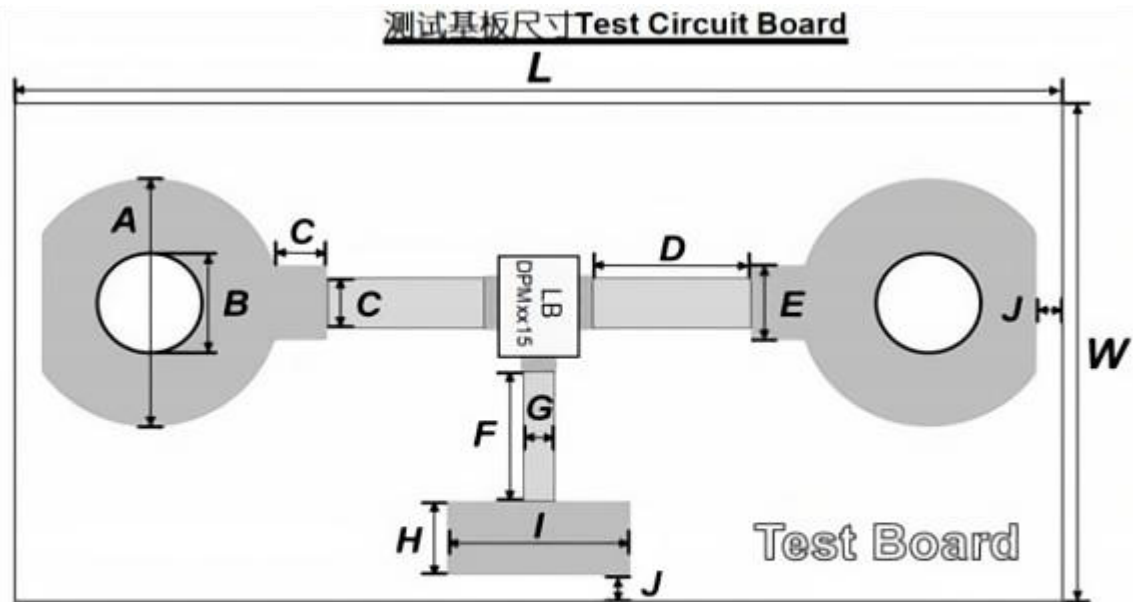 测试基板尺寸Test Circuit Board
L
A
B
C
C
D
E
J
W
LB
DPMxx15
F
G
H
I
J
Test Board